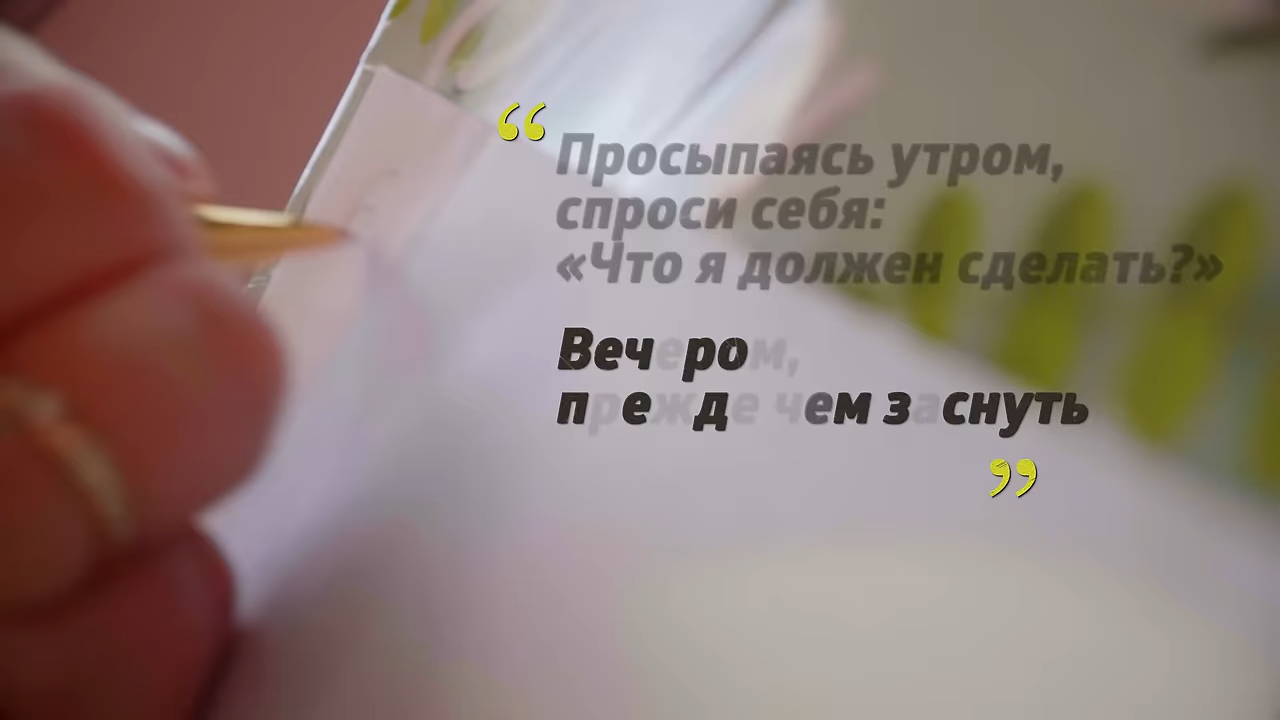 “Просыпаясь утром,
спроси себя:
«Что я должен сделать?»
Вечером,
прежде чем заснуть
”